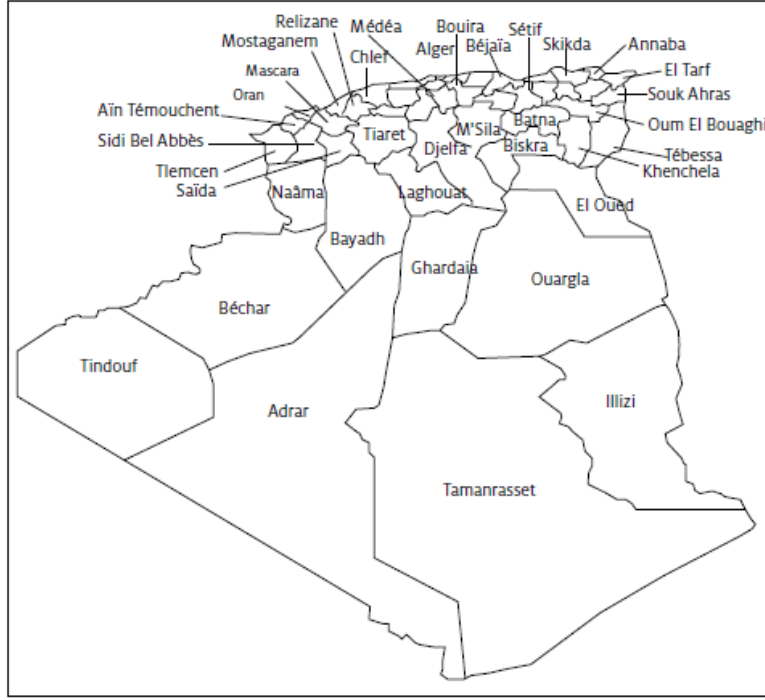 Relizane
Médéa
Bouira
Sétif
Mostaganem
Alger
Béjaïa
Skikda
Annaba
Chlef
El Tarf
Mascara
Oran
Souk Ahras
Aïn Témouchent
Oum El Bouaghi
Sidi Bel Abbès
Tiaret
M'Sila
Batna
Djelfa
Biskra
Tébessa
Tlemcen
Khenchela
Saïda
Naâma
Laghouat
El Oued
Bayadh
Ghardaia
Ouargla
Béchar
Tindouf
Adrar
Illizi
Tamanrasset